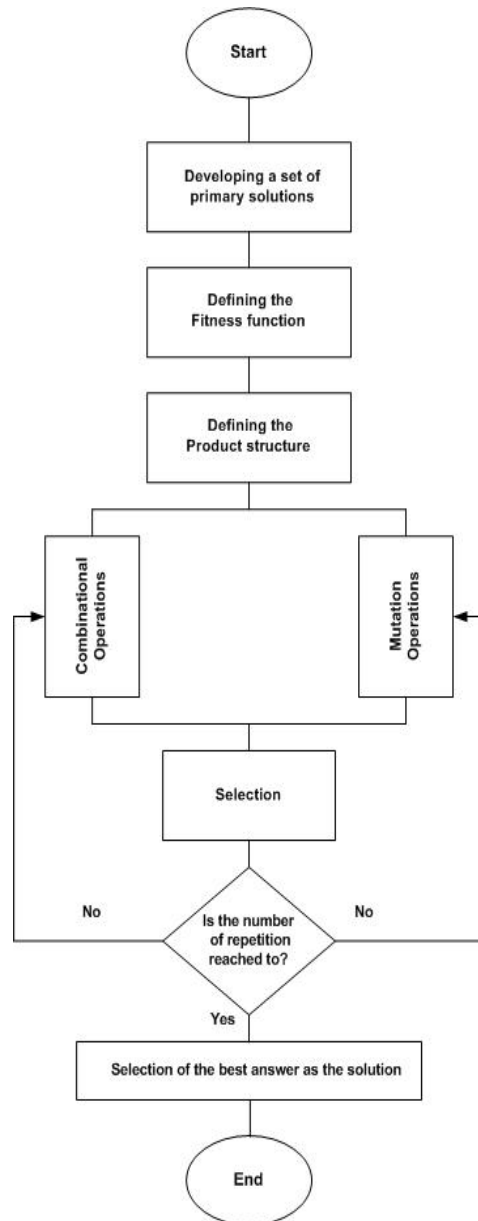 Start
Developing a set of
primary solutions
Defining the
Fitness function
Defining the
Product structure
Combinational
Operations
Mutation
Operations
Selection
No
Is the number
of repetition
reached to?
No
Yes
Selection of the best answer as the solution
End